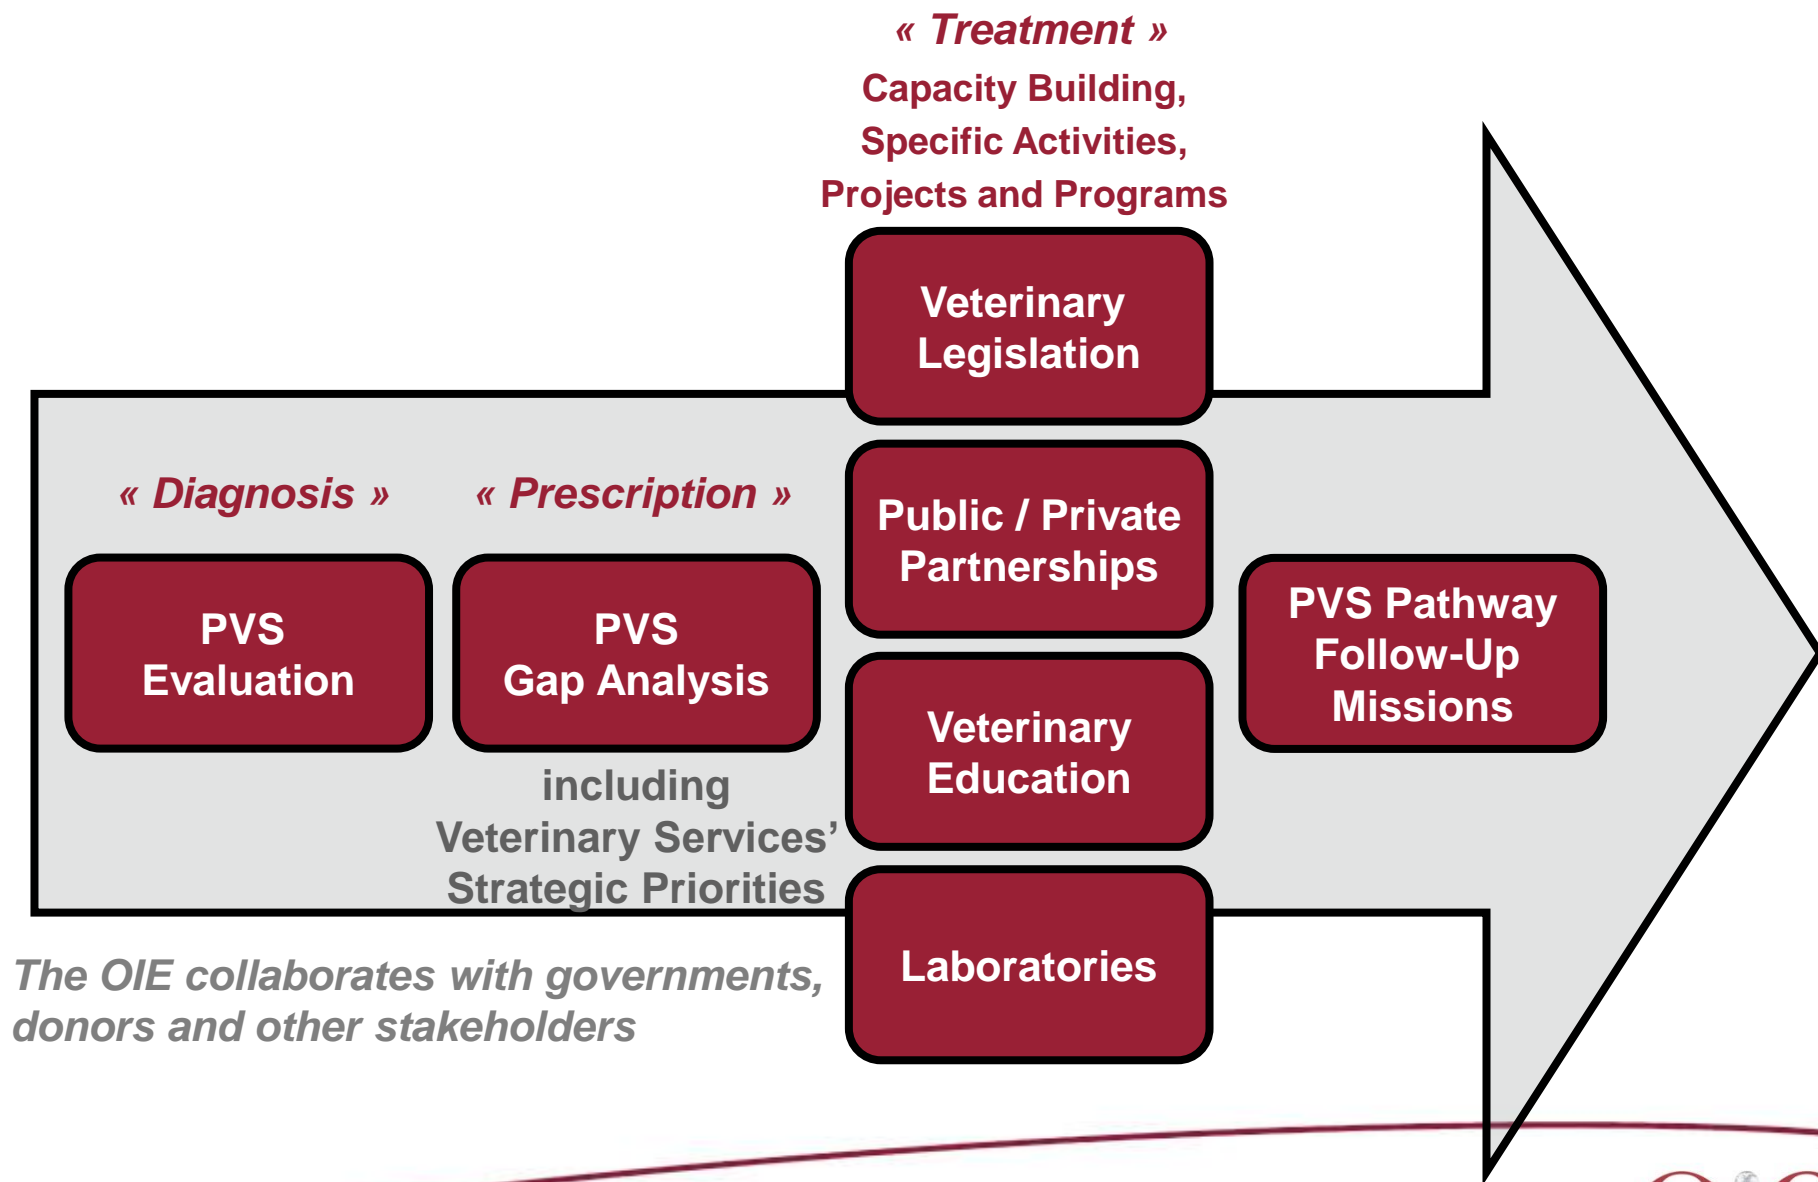 « Treatment »
Capacity Building,
Specific Activities,
Projects and Programs
Veterinary
Legislation
« Diagnosis »
« Prescription »
Public / Private
Partnerships
PVS
Evaluation
PVS
Gap Analysis
PVS Pathway
Follow-Up
Missions
including
Veterinary Services’
Strategic Priorities
Veterinary
Education
Laboratories
The OIE collaborates with governments,
donors and other stakeholders